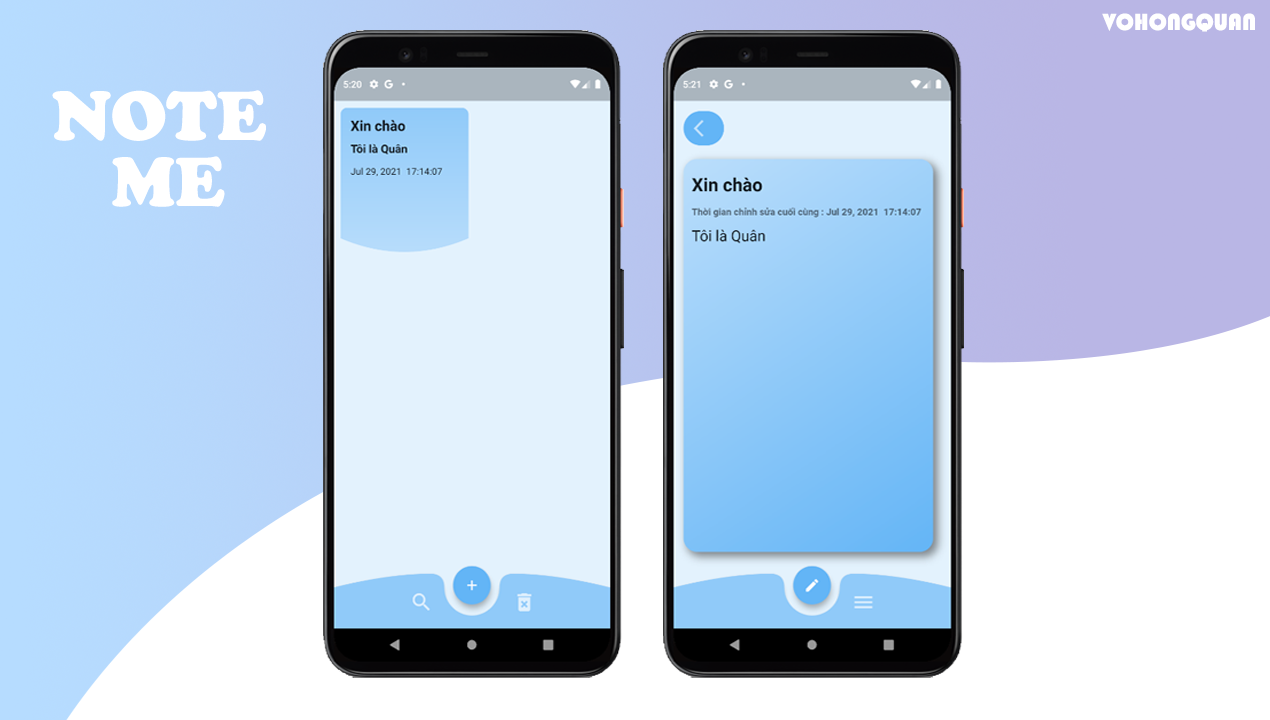 VOHONGQUAN
NOTE
ME
5:20
Xin chào
Tôi là Quân
Jul 29, 2021 17:14:07
5:21
Xin chào
Thời gian chỉnh sửa cuối cùng : Jul 29, 2021 17:14:07
Tôi là Quân